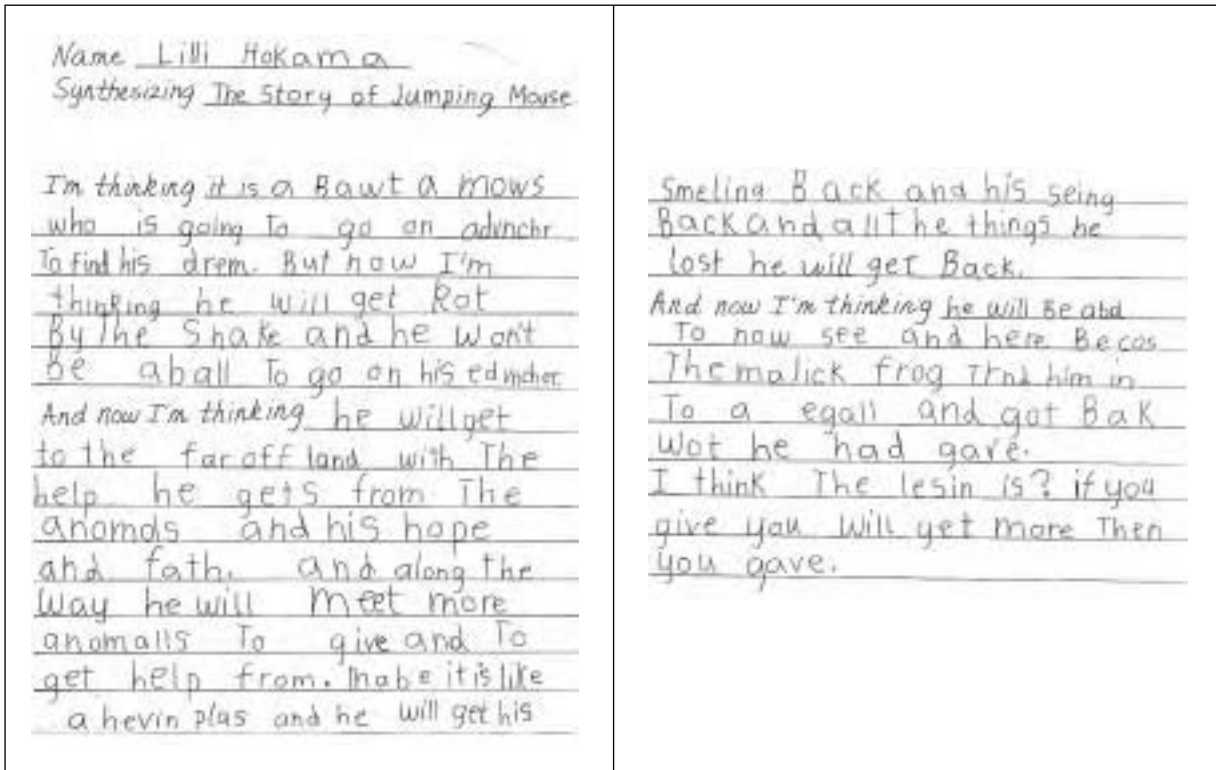 Name Lilli Hokama
Synthesizing The Story of Jumping Mouse
I'm thinking it is a Bawt a mows
who is going To go on advnchr
To find his drem. But now I'm
thinking he will get Rot
By The Snake and he won't
Be aball To go on his edvncher.
And now I'm thinking he will get
to the far off land with The
help he gets from The
anomols and his hope
and fath. and along the
Way he will meet more
anomalls To give and To
get help from. mabe it is like
a hevin plas and he will get his
Smeling Back and his seing
Back and all the things he
lost he will get Back.
And now I'm thinking he will Be abd
To now see and here Becos
The malick frog Trnd him in
To a egall and got Bak
Wot he had gave.
I think The lesin is? if you
give you will get more Then
you gave.